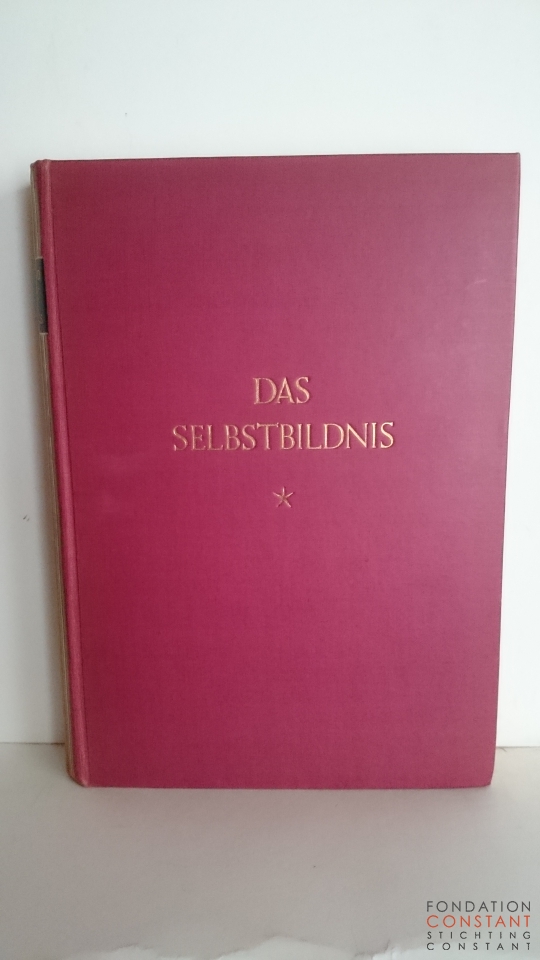 DAS
SELBSTBILDNIS
FONDATION
CONSTANT
STICHTING
CONSTANT